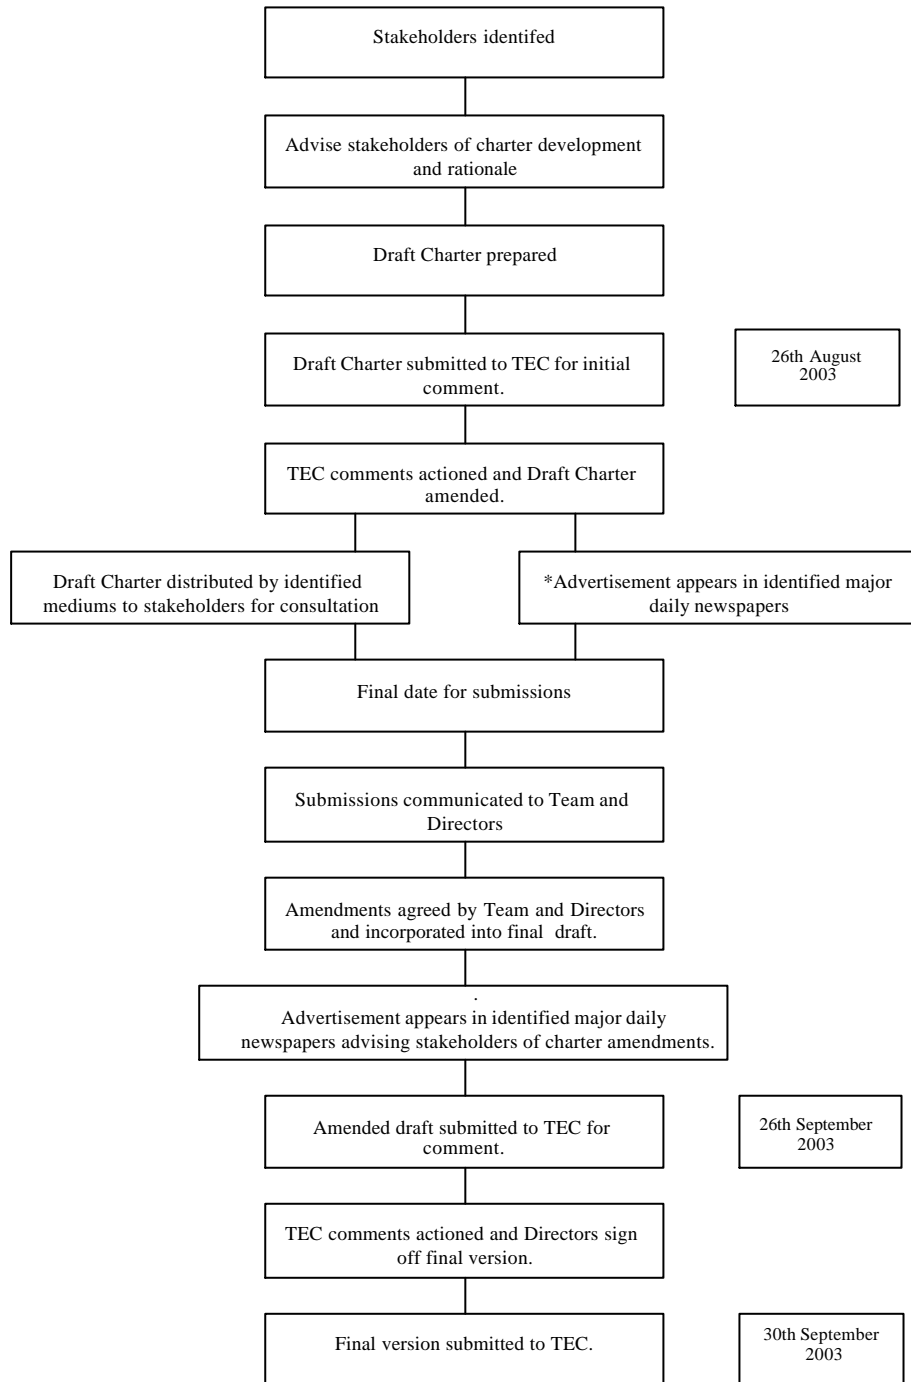 Stakeholders identifed
Advise stakeholders of charter development
and rationale
Draft Charter prepared
Draft Charter submitted to TEC for initial
comment.
26th August
2003
TEC comments actioned and Draft Charter
amended.
Draft Charter distributed by identified
mediums to stakeholders for consultation
*Advertisement appears in identified major
daily newspapers
Final date for submissions
Submissions communicated to Team and
Directors
Amendments agreed by Team and Directors
and incorporated into final draft.
.
Advertisement appears in identified major daily
newspapers advising stakeholders of charter amendments.
Amended draft submitted to TEC for
comment.
26th September
2003
TEC comments actioned and Directors sign
off final version.
Final version submitted to TEC.
30th September
2003